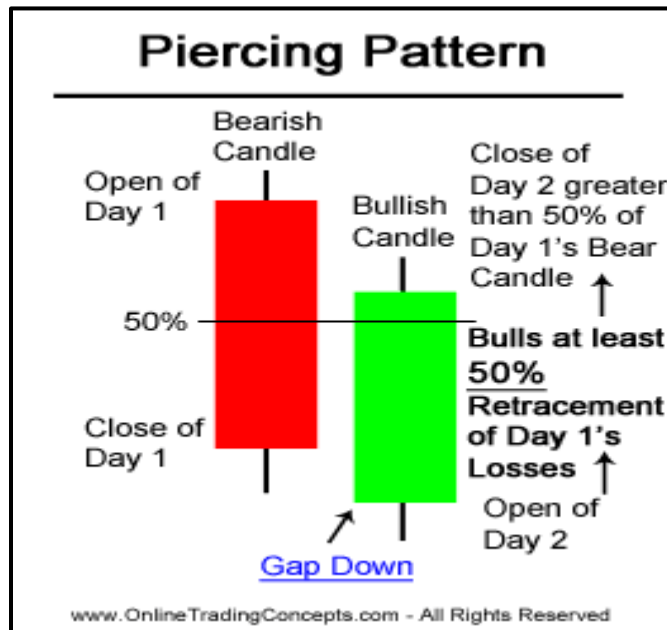 Piercing Pattern
Bearish
Candle
Open of
Day 1
Bullish
Candle
Close of
Day 2 greater
than 50% of
Day 1's Bear
Candle
50%
Bulls at least
50%
Retracement
of Day 1's
Losses
Close of
Day 1
Open of
Day 2
Gap Down
www.OnlineTradingConcepts.com - All Rights Reserved